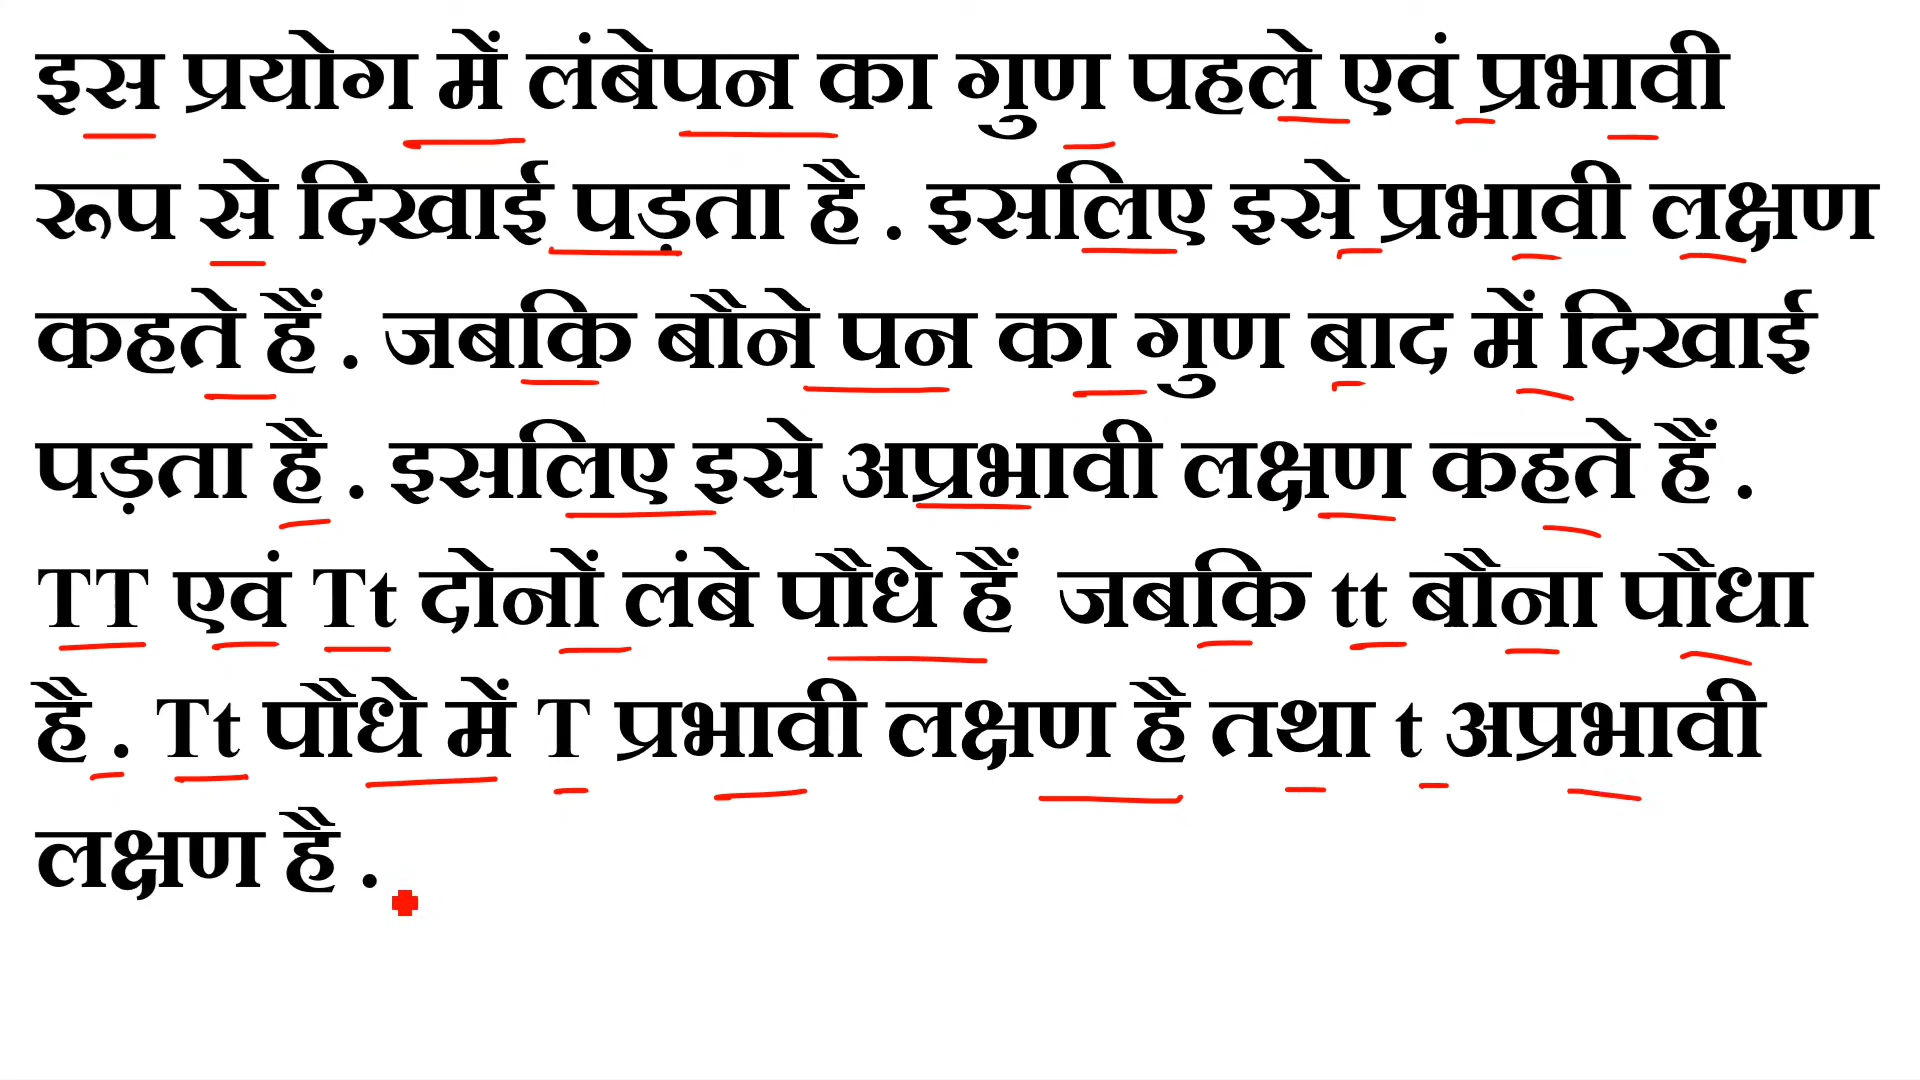 इस प्रयोग में लंबेपन का गुण पहले एवं प्रभावी
रूप से दिखाई पड़ता है . इसलिए इसे प्रभावी लक्षण
कहते हैं . जबकि बौने पन का गुण बाद में दिखाई
पड़ता है . इसलिए इसे अप्रभावी लक्षण कहते हैं .
TT एवं Tt दोनों लंबे पौधे हैं जबकि tt बौना पौधा
है . Tt पौधे में T प्रभावी लक्षण है तथा t अप्रभावी
लक्षण है .